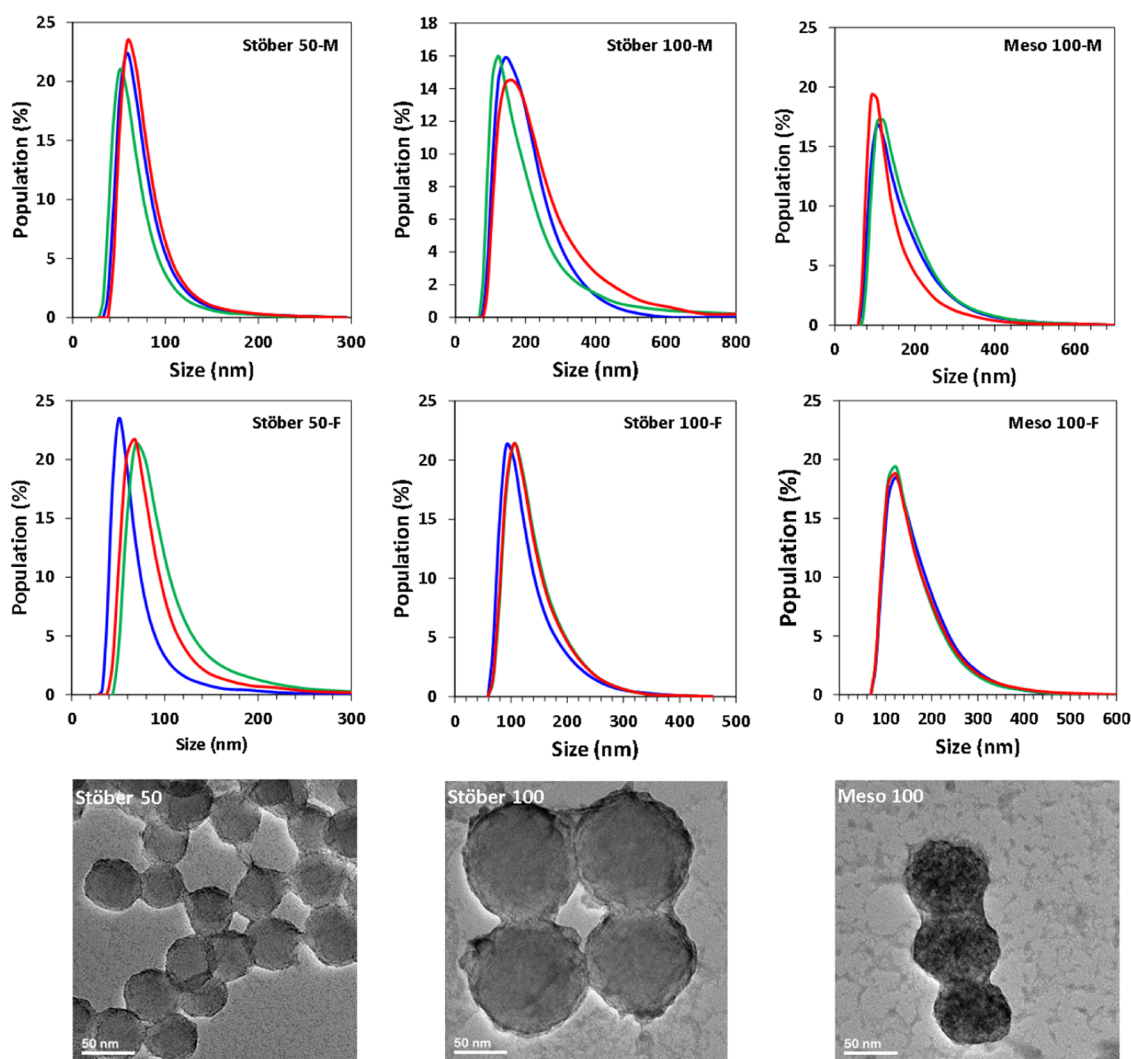 Stöber 50-M
Population (%)
25
20
15
10
5
0
0 100 200 300
Size (nm)
Stöber 100-M
Population (%)
18
16
14
12
10
8
6
4
2
0
0 200 400 600 800
Size (nm)
Meso 100-M
Population (%)
25
20
15
10
5
0
0 200 400 600
Size (nm)
Stöber 50-F
Population (%)
25
20
15
10
5
0
0 100 200 300
Size (nm)
Stöber 100-F
Population (%)
25
20
15
10
5
0
0 100 200 300 400 500
Size (nm)
Meso 100-F
Population (%)
25
20
15
10
5
0
0 100 200 300 400 500 600
Size (nm)
Stöber 50
50 nm
Stöber 100
50 nm
Meso 100
50 nm